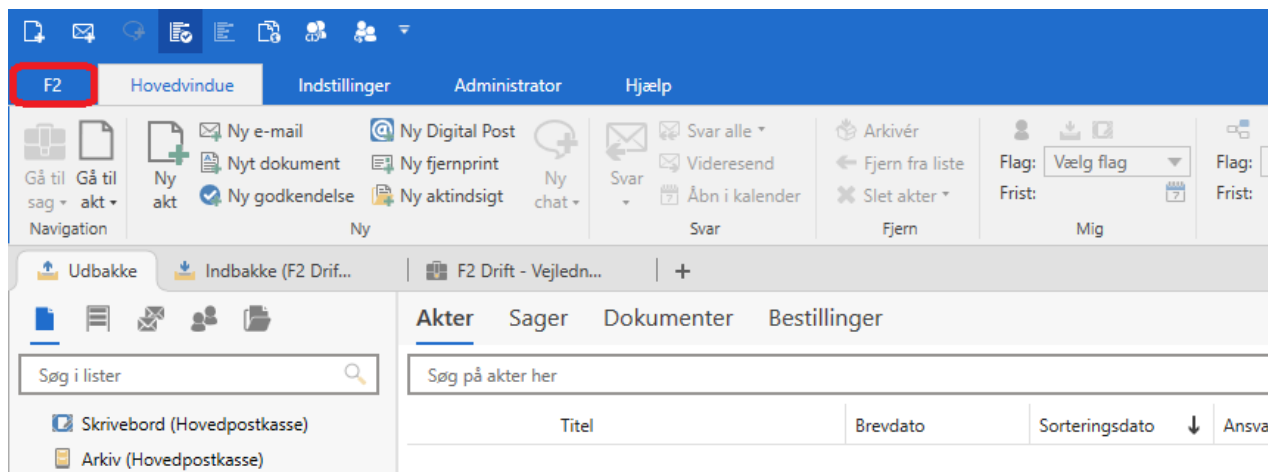 F2 Hovedvindue Indstillinger Administrator Hjælp
Ny e-mail Ny Digital Post Svar alle Arkivér
Gå til sag Gå til akt Ny akt Nyt dokument Ny fjernprint Ny chat Svar Videresend Fjern fra liste Flag: Vælg flag Flag:
Ny godkendelse Ny aktindsigt Åbn i kalender Slet akter Frist: Frist:
Navigation Ny Svar Fjern Mig
Udbakke Indbakke (F2 Drif... F2 Drift - Vejledn... +
Akter Sager Dokumenter Bestillinger
Søg i lister Søg på akter her
Skrivebord (Hovedpostkasse) Titel Brevdato Sorteringsdato Ansva
Arkiv (Hovedpostkasse)